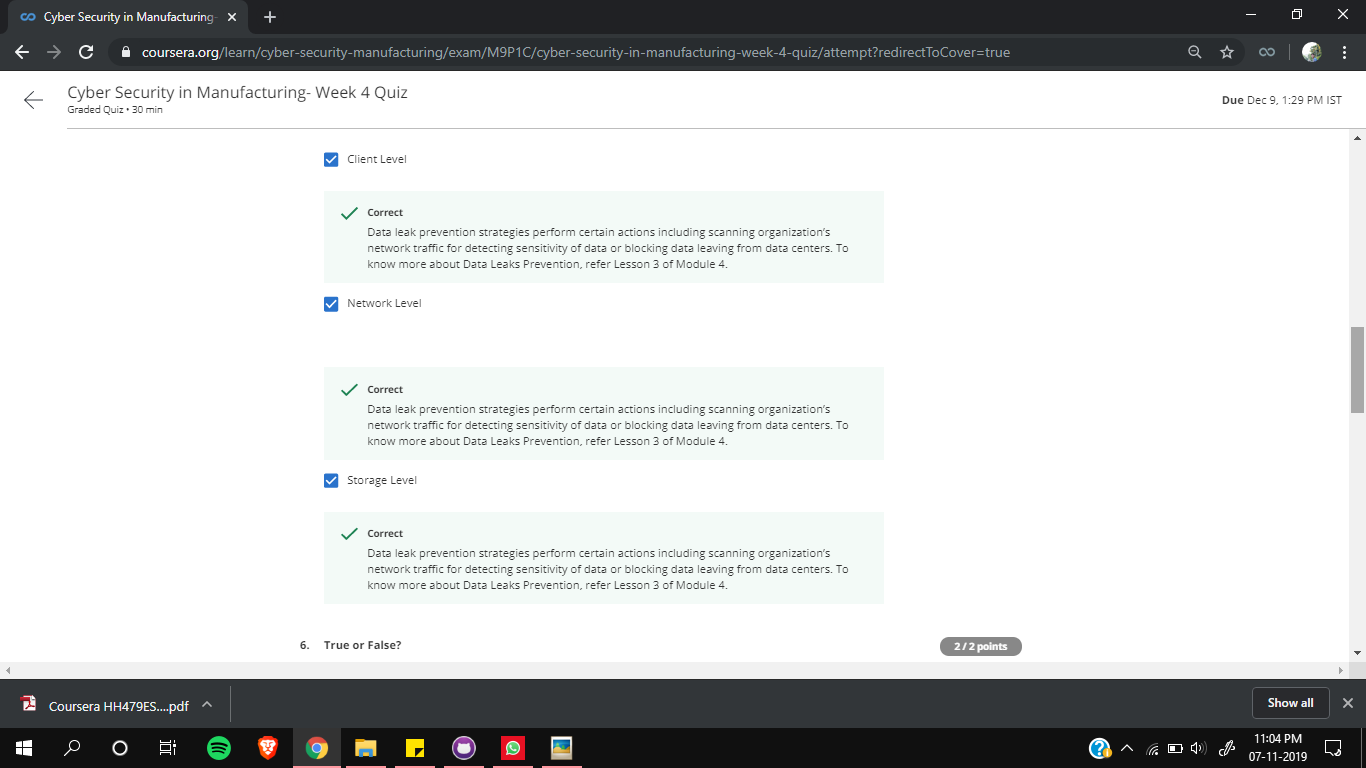 Cyber Security in Manufacturing-
coursera.org/learn/cyber-security-manufacturing/exam/M9P1C/cyber-security-in-manufacturing-week-4-quiz/attempt?redirectToCover=true
Cyber Security in Manufacturing- Week 4 Quiz
Graded Quiz • 30 min
Due Dec 9, 1:29 PM IST
Client Level
Correct
Data leak prevention strategies perform certain actions including scanning organization's
network traffic for detecting sensitivity of data or blocking data leaving from data centers. To
know more about Data Leaks Prevention, refer Lesson 3 of Module 4.
Network Level
Correct
Data leak prevention strategies perform certain actions including scanning organization's
network traffic for detecting sensitivity of data or blocking data leaving from data centers. To
know more about Data Leaks Prevention, refer Lesson 3 of Module 4.
Storage Level
Correct
Data leak prevention strategies perform certain actions including scanning organization's
network traffic for detecting sensitivity of data or blocking data leaving from data centers. To
know more about Data Leaks Prevention, refer Lesson 3 of Module 4.
6. True or False?
2 / 2 points
Coursera HH479ES....pdf
Show all
11:04 PM
07-11-2019